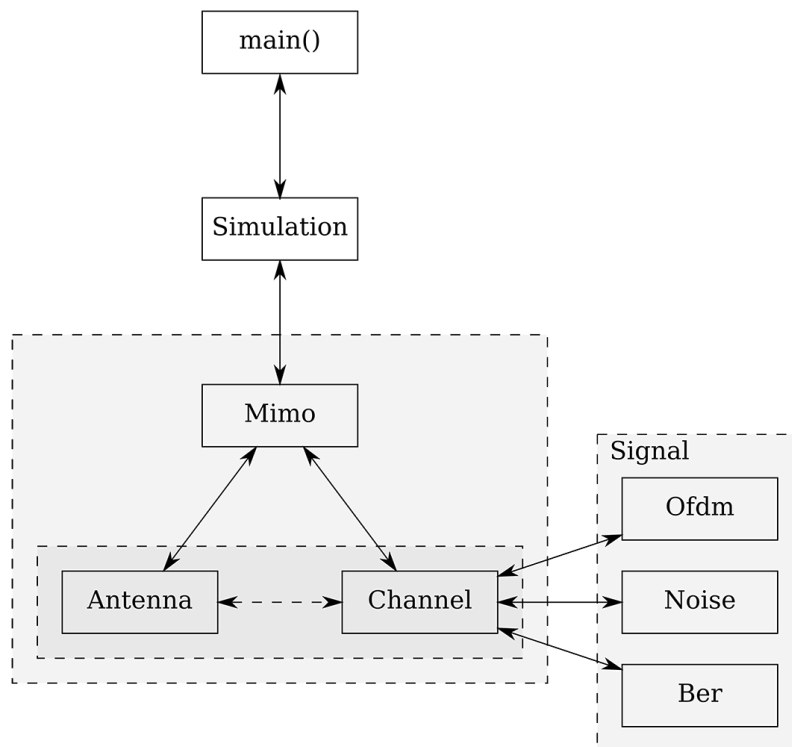 main()
Simulation
Mimo
Signal
Ofdm
Antenna
Channel
Noise
Ber